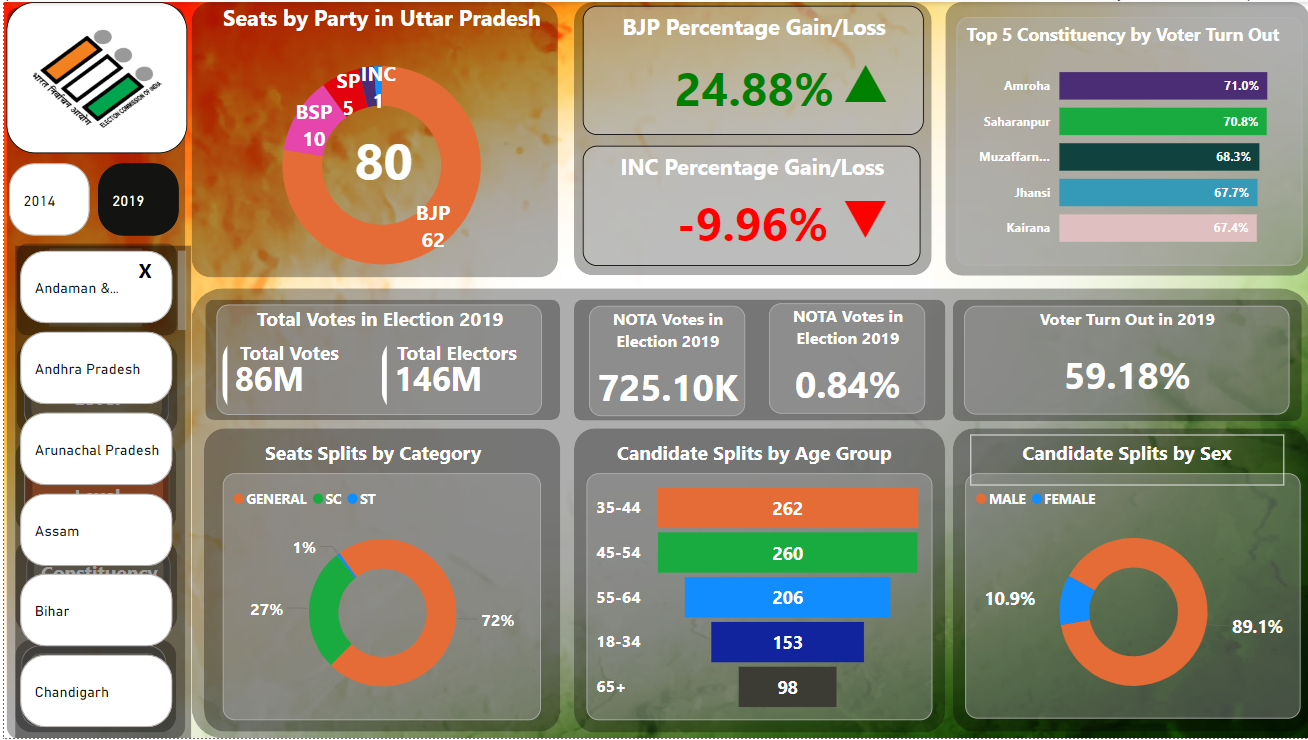 भारत निर्वाचन आयोग
ELECTION COMMISSION OF INDIA
2014
2019
X
Andaman &...
Andhra Pradesh
Arunachal Pradesh
Assam
Constituency
Bihar
Chandigarh
Seats by Party in Uttar Pradesh
SP
5
INC
1
BSP
10
80
BJP
62
BJP Percentage Gain/Loss
24.88%
INC Percentage Gain/Loss
-9.96%
Top 5 Constituency by Voter Turn Out
Amroha 71.0%
Saharanpur 70.8%
Muzaffarn... 68.3%
Jhansi 67.7%
Kairana 67.4%
Total Votes in Election 2019
Total Votes
86M
Total Electors
146M
NOTA Votes in
Election 2019
725.10K
NOTA Votes in
Election 2019
0.84%
Voter Turn Out in 2019
59.18%
Seats Splits by Category
GENERAL SC ST
1%
27%
72%
Candidate Splits by Age Group
35-44 262
45-54 260
55-64 206
18-34 153
65+ 98
Candidate Splits by Sex
MALE FEMALE
10.9%
89.1%